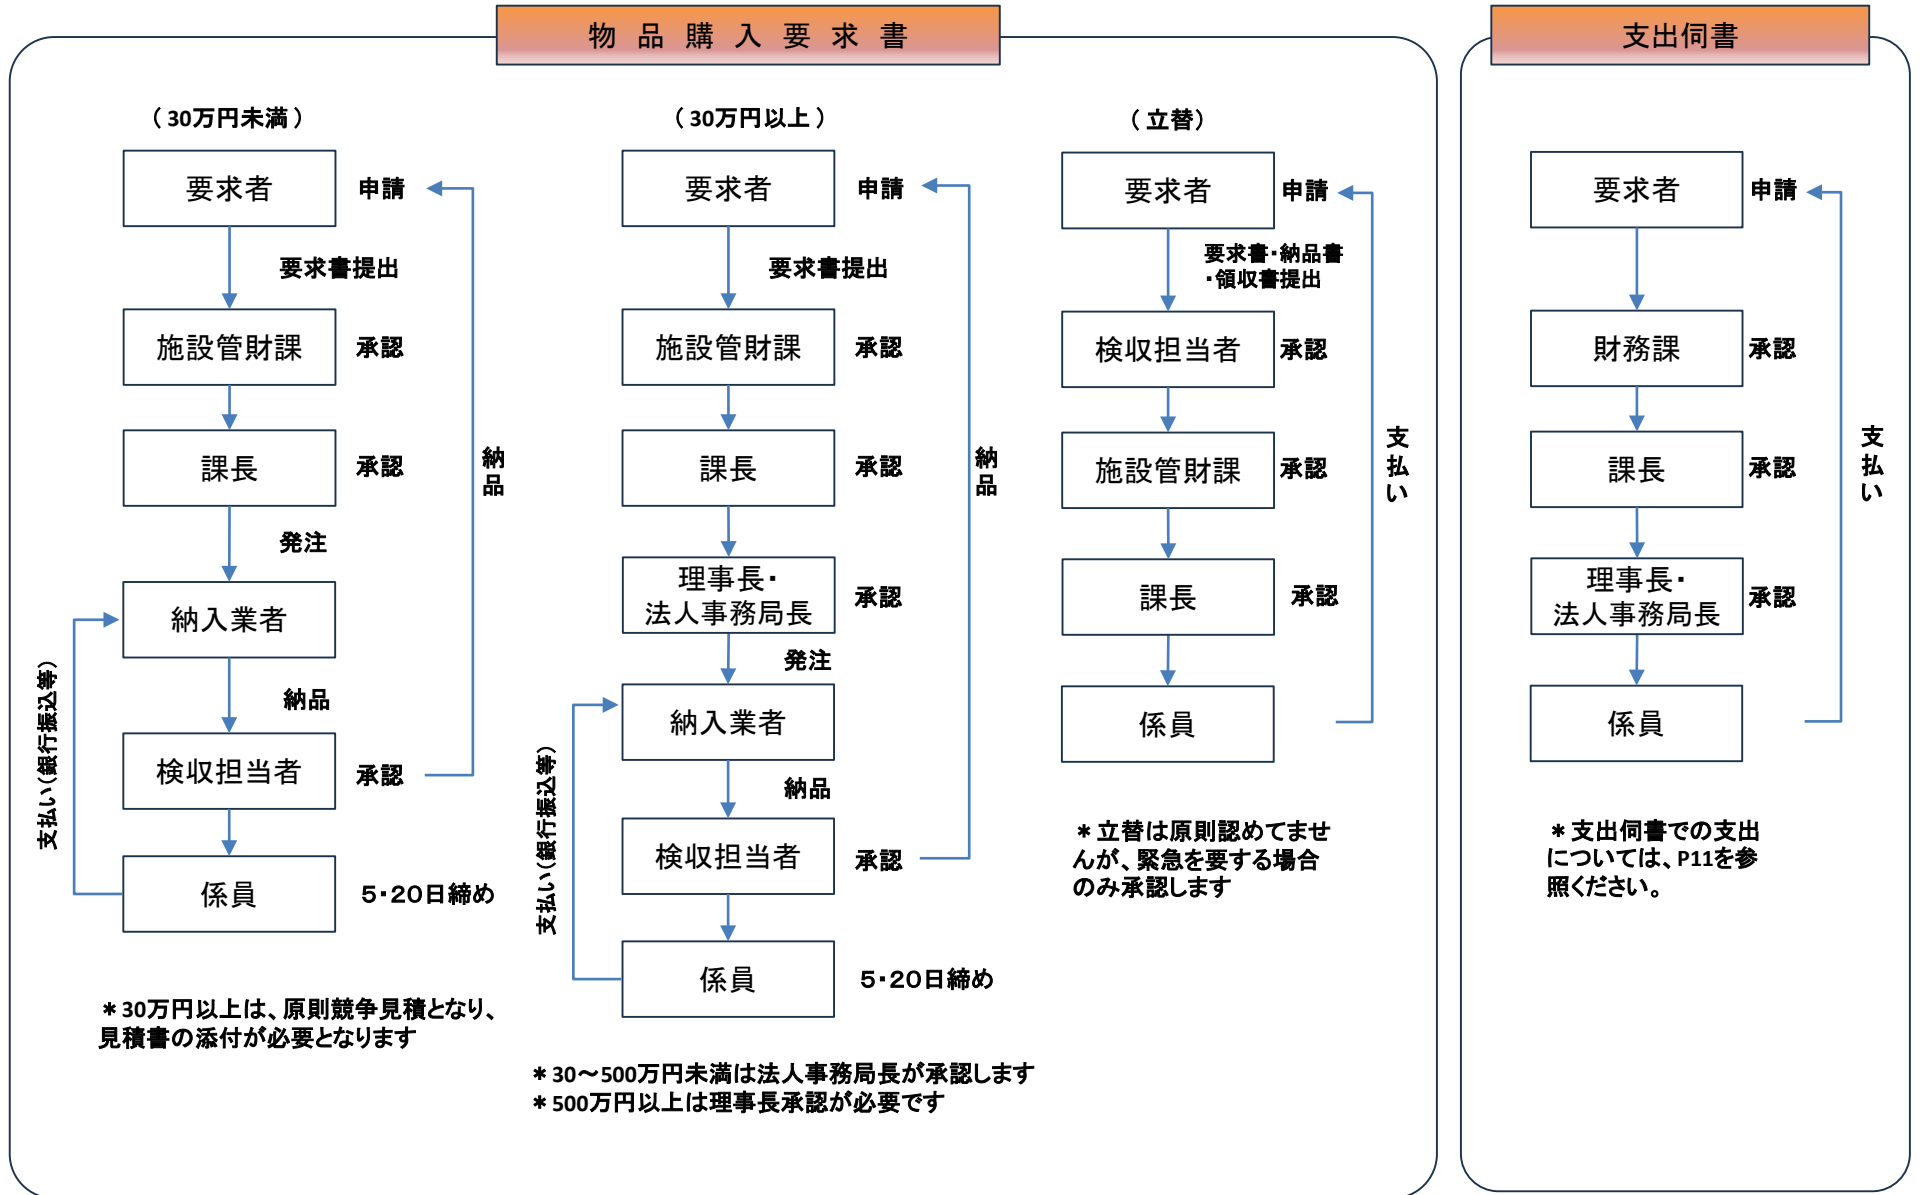 物品購入要求書
（30万円未満）
要求者
申請
要求書提出
施設管財課
承認
課長
承認
発注
納入業者
納品
検収担当者
承認
係員
5・20日締め
納品
支払い（銀行振込等）
＊30万円以上は、原則競争見積となり、
見積書の添付が必要となります
（30万円以上）
要求者
申請
要求書提出
施設管財課
承認
課長
承認
理事長・
法人事務局長
承認
発注
納入業者
納品
検収担当者
承認
係員
5・20日締め
納品
支払い（銀行振込等）
＊30～500万円未満は法人事務局長が承認します
＊500万円以上は理事長承認が必要です
（立替）
要求者
申請
要求書・納品書
・領収書提出
検収担当者
承認
施設管財課
承認
課長
承認
係員
支払い
＊立替は原則認めてませ
んが、緊急を要する場合
のみ承認します
支出伺書
要求者
申請
財務課
承認
課長
承認
理事長・
法人事務局長
承認
係員
支払い
＊支出伺書での支出
については、P11を参
照ください。